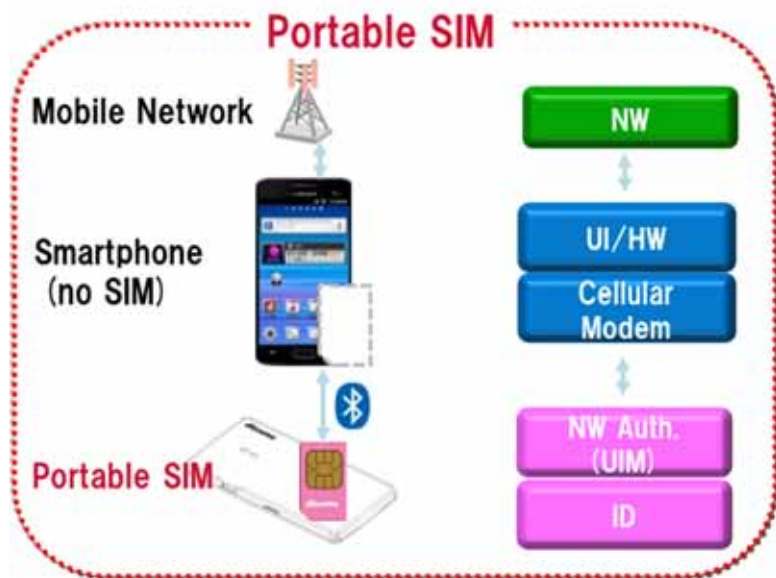 Portable SIM
Mobile Network
NW
Smartphone
(no SIM)
UI/HW
Cellular
Modem
Portable SIM
NW Auth.
(UIM)
ID